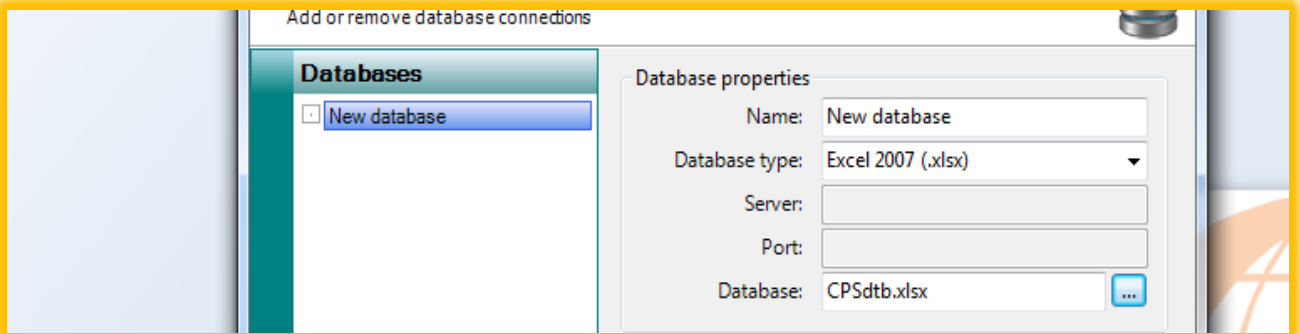 Add or remove database connections
Databases
New database
Database properties
Name: New database
Database type: Excel 2007 (.xlsx)
Server:
Port:
Database: CPSdtb.xlsx ...